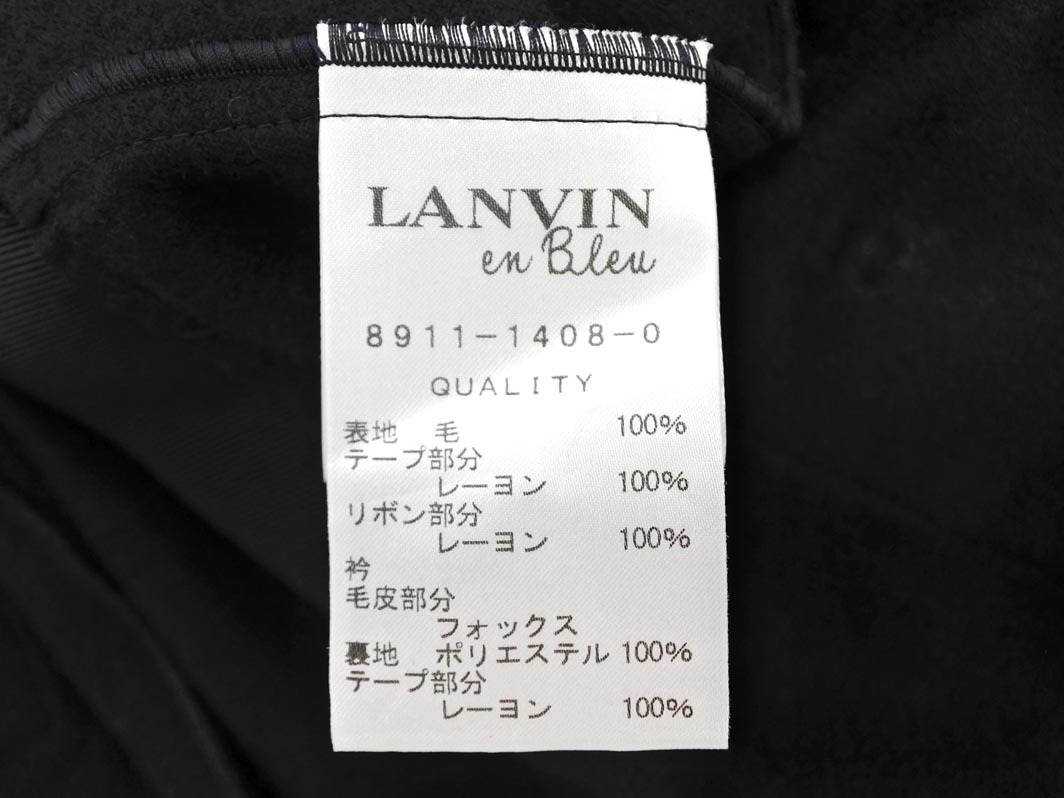 LANVIN
en Bleu
8911-1408-0
QUALITY
表地 毛 100%
テープ部分
レーヨン 100%
リボン部分
レーヨン 100%
衿
毛皮部分
フォックス
裏地 ポリエステル 100%
テープ部分
レーヨン 100%